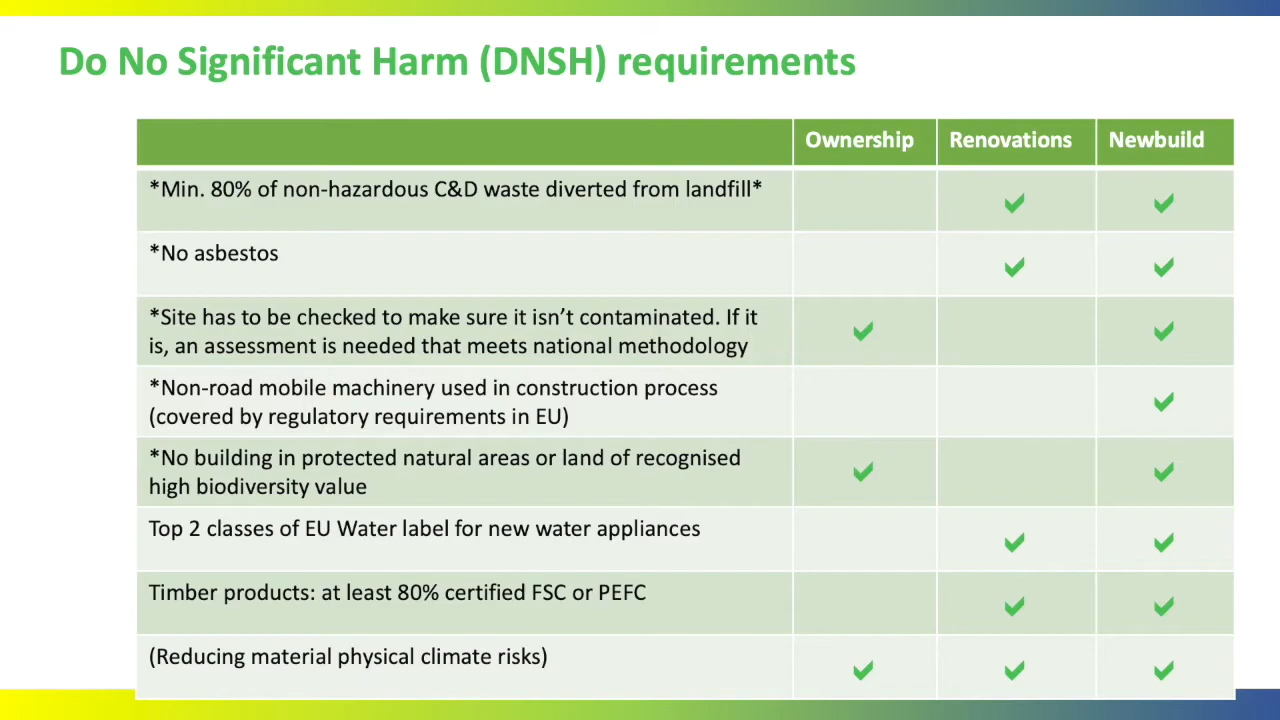 Do No Significant Harm (DNSH) requirements
Ownership Renovations Newbuild
*Min. 80% of non-hazardous C&D waste diverted from landfill*
*No asbestos
*Site has to be checked to make sure it isn’t contaminated. If it
is, an assessment is needed that meets national methodology
*Non-road mobile machinery used in construction process
(covered by regulatory requirements in EU)
*No building in protected natural areas or land of recognised
high biodiversity value
Top 2 classes of EU Water label for new water appliances
Timber products: at least 80% certified FSC or PEFC
(Reducing material physical climate risks)